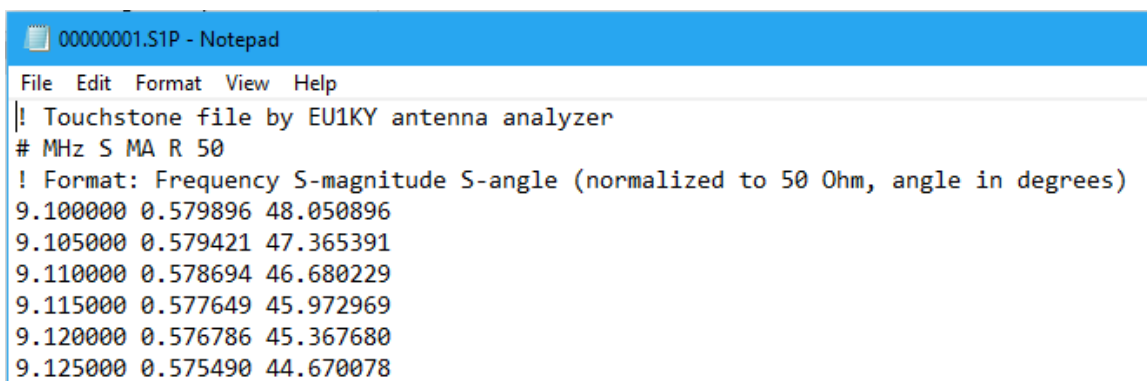 00000001.S1P - Notepad
File Edit Format View Help
! Touchstone file by EU1KY antenna analyzer
# MHz S MA R 50
! Format: Frequency S-magnitude S-angle (normalized to 50 Ohm, angle in degrees)
9.100000 0.579896 48.050896
9.105000 0.579421 47.365391
9.110000 0.578694 46.680229
9.115000 0.577649 45.972969
9.120000 0.576786 45.367680
9.125000 0.575490 44.670078